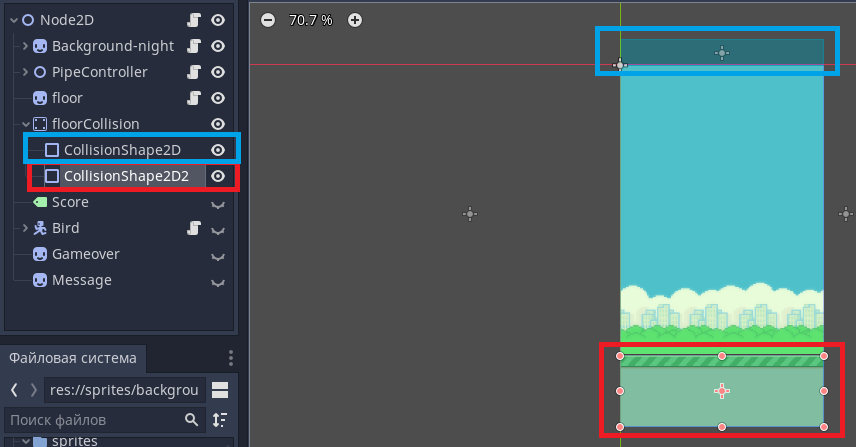 Node2D
Background-night
PipeController
floor
floorCollision
CollisionShape2D
CollisionShape2D2
Score
Bird
Gameover
Message
Файловая система
res://sprites/backgrou
Поиск файлов
sprites
70.7 %